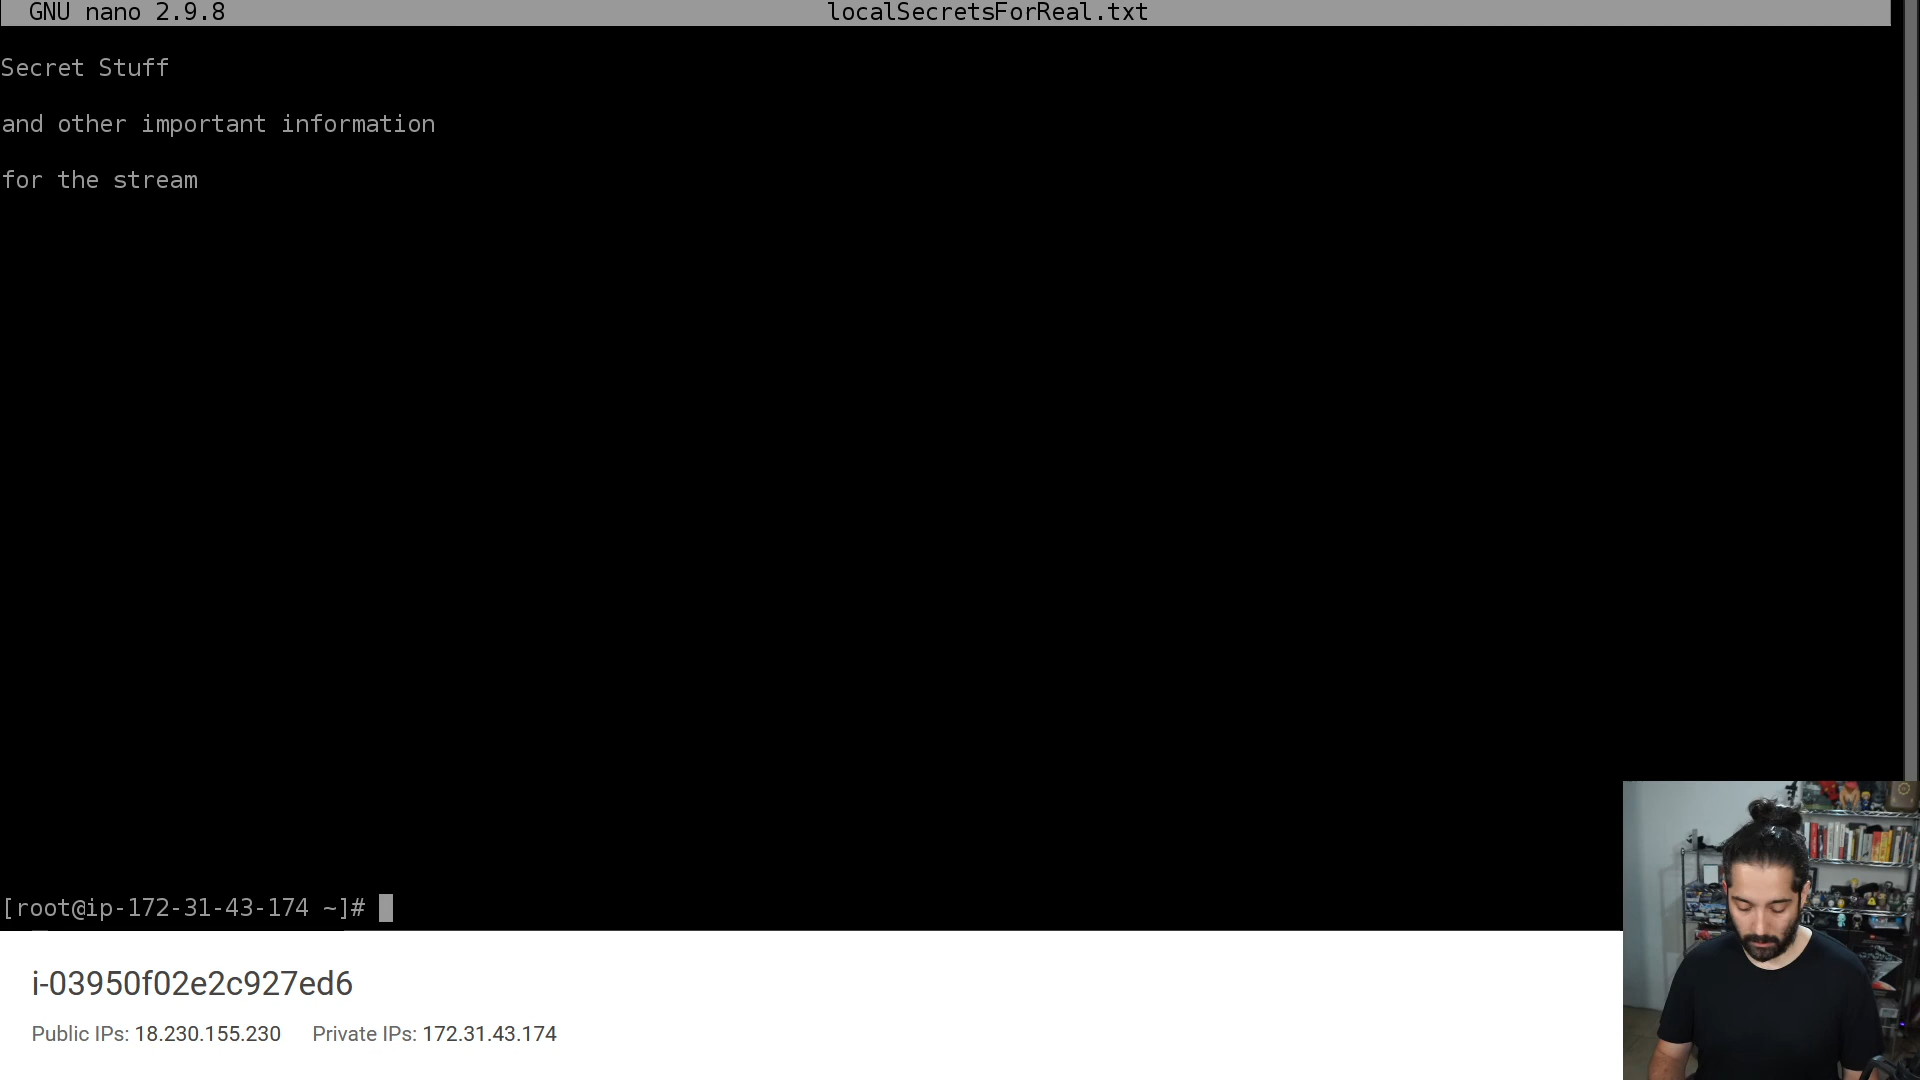 GNU nano 2.9.8 localSecretsForReal.txt
Secret Stuff
and other important information
for the stream
[root@ip-172-31-43-174 ~]#
i-03950f02e2c927ed6
Public IPs: 18.230.155.230 Private IPs: 172.31.43.174